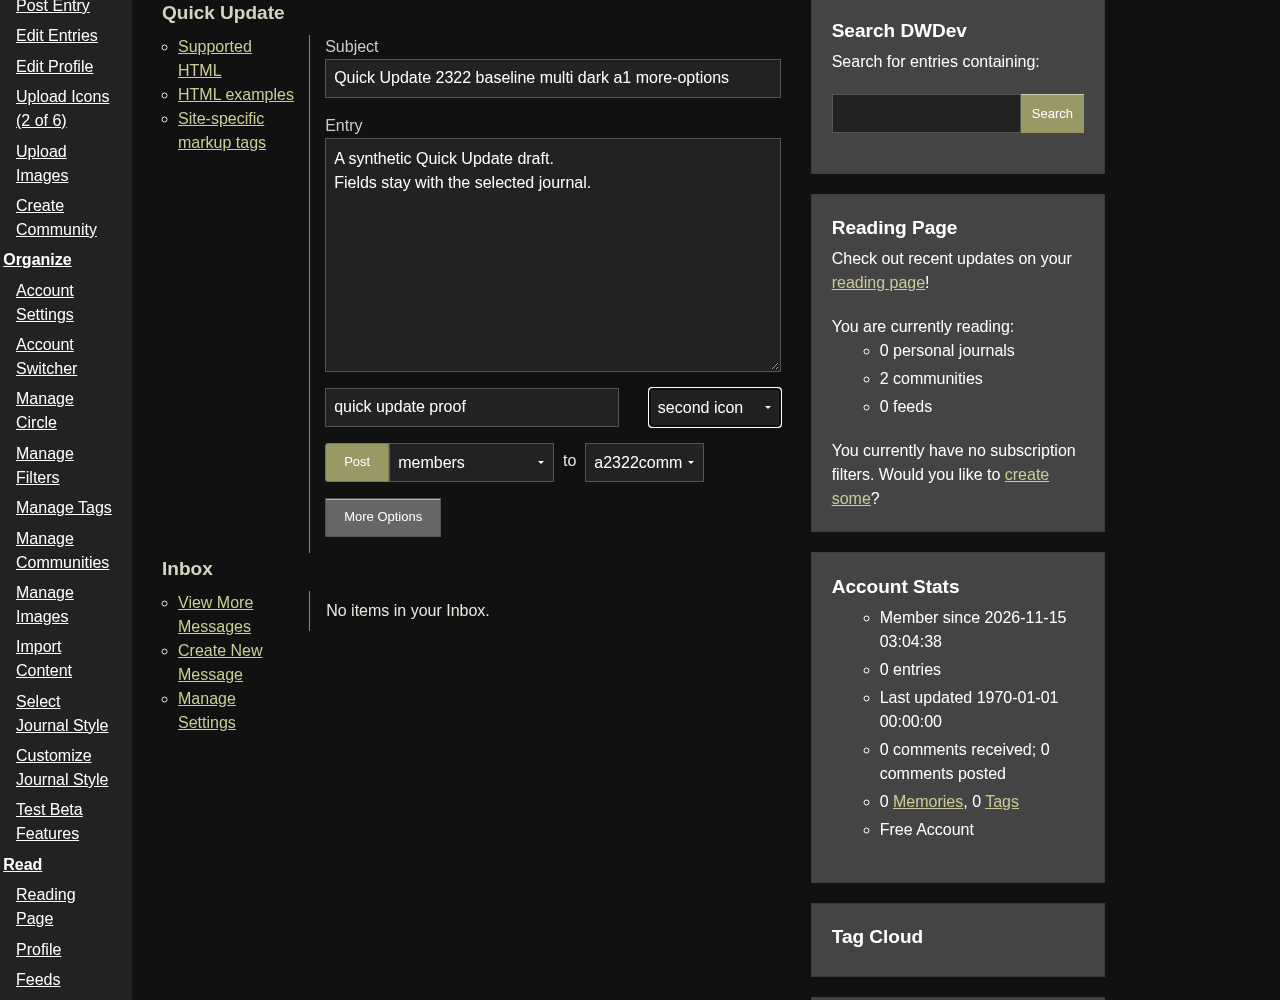 Post Entry
Edit Entries
Edit Profile
Upload Icons
(2 of 6)
Upload
Images
Create
Community
Organize
Account
Settings
Account
Switcher
Manage
Circle
Manage
Filters
Manage Tags
Manage
Communities
Manage
Images
Import
Content
Select
Journal Style
Customize
Journal Style
Test Beta
Features
Read
Reading
Page
Profile
Feeds
Quick Update
Supported
HTML
HTML examples
Site-specific
markup tags
Subject
Quick Update 2322 baseline multi dark a1 more-options
Entry
A synthetic Quick Update draft.
Fields stay with the selected journal.
quick update proof
second icon
Post
members
to
a2322comm
More Options
Inbox
View More
Messages
Create New
Message
Manage
Settings
No items in your Inbox.
Search DWDev
Search for entries containing:
Search
Reading Page
Check out recent updates on your
reading page!
You are currently reading:
0 personal journals
2 communities
0 feeds
You currently have no subscription
filters. Would you like to create
some?
Account Stats
Member since 2026-11-15
03:04:38
0 entries
Last updated 1970-01-01
00:00:00
0 comments received; 0
comments posted
0 Memories, 0 Tags
Free Account
Tag Cloud